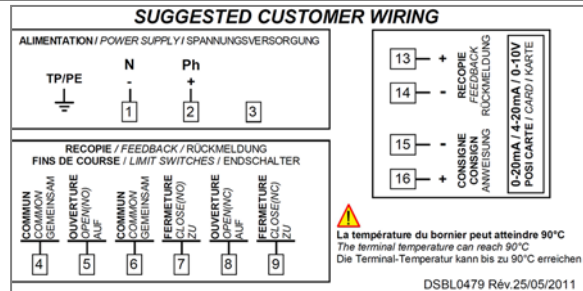 SUGGESTED CUSTOMER WIRING
ALIMENTATION / POWER SUPPLY / SPANNUNGSVERSORGUNG
TP/PE
N
-
Ph
+
1
2
3
RECOPIE / FEEDBACK / RÜCKMELDUNG
FINS DE COURSE / LIMIT SWITCHES / ENDSCHALTER
COMMUN
COMMON
GEMEINSAM
OUVERTURE
OPEN(NO)
AUF
COMMUN
COMMON
GEMEINSAM
FERMETURE
CLOSE(NO)
ZU
OUVERTURE
OPEN(NC)
AUF
FERMETURE
CLOSE(NC)
ZU
4
5
6
7
8
9
13 +
14 -
RECOPIE
FEEDBACK
RÜCKMELDUNG
15 -
16 +
CONSIGNE
CONSIGN
ANWEISUNG
0-20mA / 4-20mA / 0-10V
POSI CARTE / CARD / KARTE
La température du bornier peut atteindre 90°C
The terminal temperature can reach 90°C
Die Terminal-Temperatur kann bis zu 90°C erreichen
DSBL0479 Rév.25/05/2011